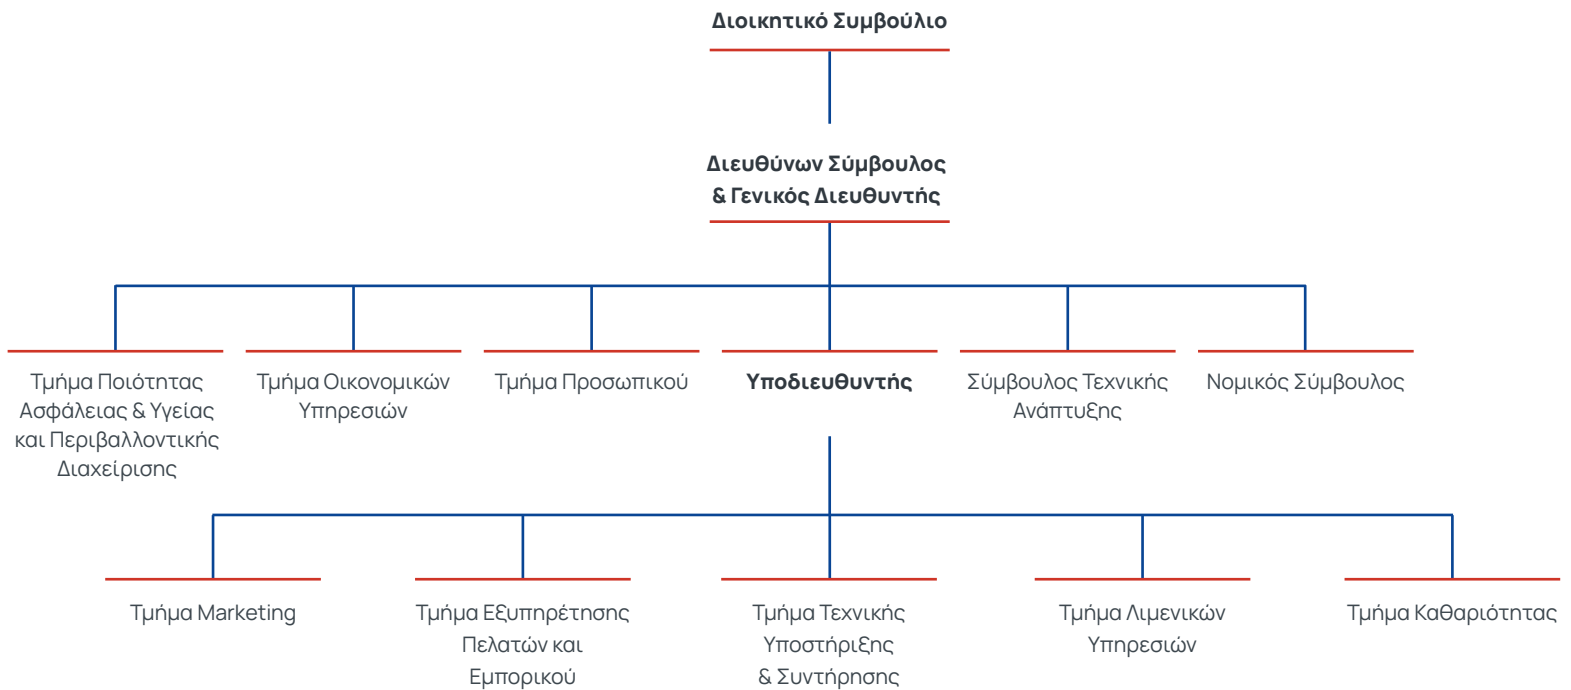 Διοικητικό Συμβούλιο
Διευθύνων Σύμβουλος
& Γενικός Διευθυντής
Τμήμα Ποιότητας
Ασφάλειας & Υγείας
και Περιβαλλοντικής
Διαχείρισης
Τμήμα Οικονομικών
Υπηρεσιών
Τμήμα Προσωπικού
Υποδιευθυντής
Σύμβουλος Τεχνικής
Ανάπτυξης
Νομικός Σύμβουλος
Τμήμα Marketing
Τμήμα Εξυπηρέτησης
Πελατών και
Εμπορικού
Τμήμα Τεχνικής
Υποστήριξης
& Συντήρησης
Τμήμα Λιμενικών
Υπηρεσιών
Τμήμα Καθαριότητας